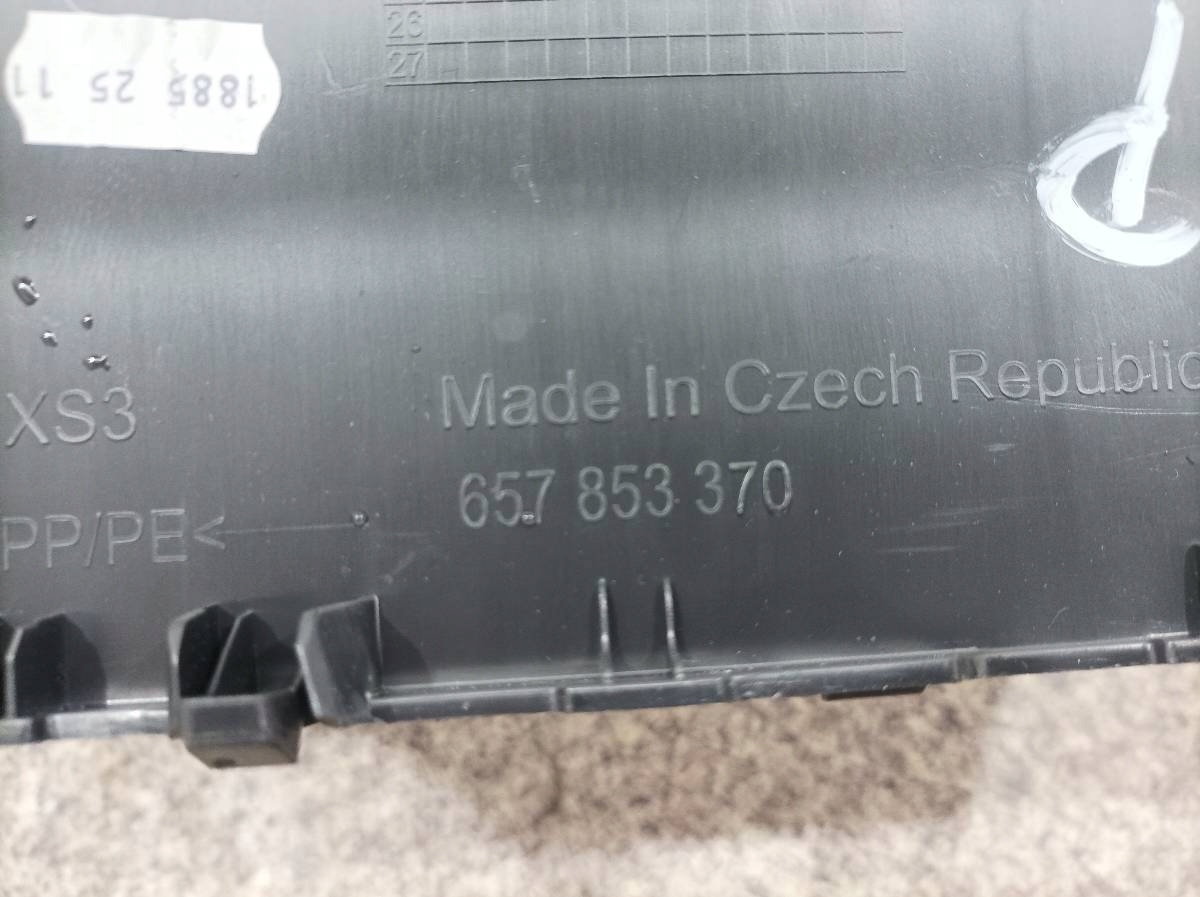 26
27
1885 25 11
P
XS3
Made In Czech Republic
657 853 370
PP/PE<